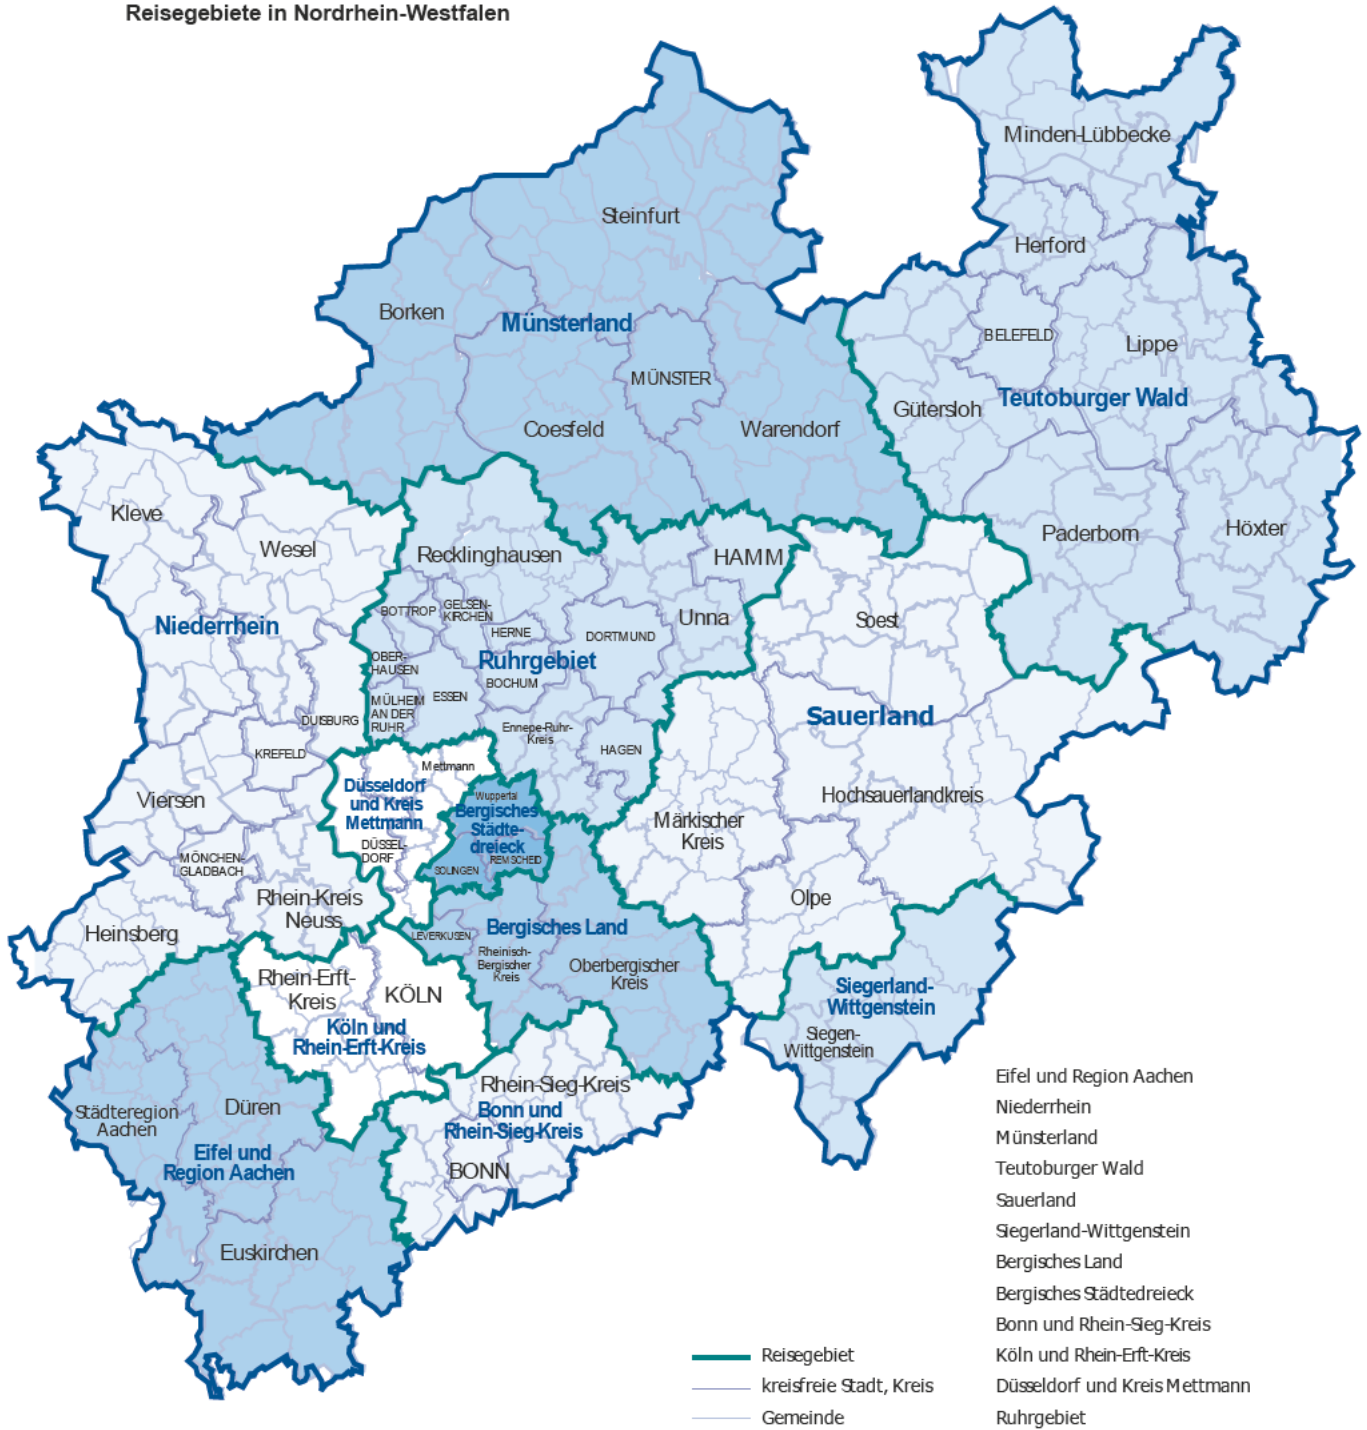 Reisegebiete in Nordrhein-Westfalen
Minden-Lübbecke
Steinfurt
Herford
Borken
Münsterland
BELEFELD
Lippe
MÜNSTER
Teutoburger Wald
Gütersloh
Coesfeld
Warendorf
Kleve
Wesel
Recklinghausen
HAMM
Paderborn
Höxter
BOTTROP
GELSEN-
KIRCHEN
HERNE
DORTMUND
Unna
Soest
Niederrhein
OBER-
HAUSEN
Ruhrgebiet
BOCHUM
ESSEN
MÜLHEIM
AN DER
RUHR
DUISBURG
Sauerland
Ennepe-Ruhr-
Kreis
HAGEN
KREFELD
Mettmann
Düsseldorf
und Kreis
Mettmann
Viersen
Wuppertal
Bergisches
Städte-
dreieck
Hochsauerlandkreis
Märkischer
Kreis
DÜSSEL-
DORF
REMSCHEID
SOLINGEN
MÖNCHEN-
GLADBACH
Rhein-Kreis
Neuss
Olpe
Heinsberg
LEVERKUSEN
Bergisches Land
Rheinisch-
Bergischer
Kreis
Oberbergischer
Kreis
Rhein-Erft-
Kreis
KÖLN
Siegerland-
Wittgenstein
Köln und
Rhein-Erft-Kreis
Siegen-
Wittgenstein
Rhein-Sieg-Kreis
Bonn und
Rhein-Sieg-Kreis
Städteregion
Aachen
Düren
Eifel und
Region Aachen
BONN
Euskirchen
Eifel und Region Aachen
Niederrhein
Münsterland
Teutoburger Wald
Sauerland
Siegerland-Wittgenstein
Bergisches Land
Bergisches Städtedreieck
Bonn und Rhein-Sieg-Kreis
Köln und Rhein-Erft-Kreis
Düsseldorf und Kreis Mettmann
Ruhrgebiet
Reisegebiet
kreisfreie Stadt, Kreis
Gemeinde